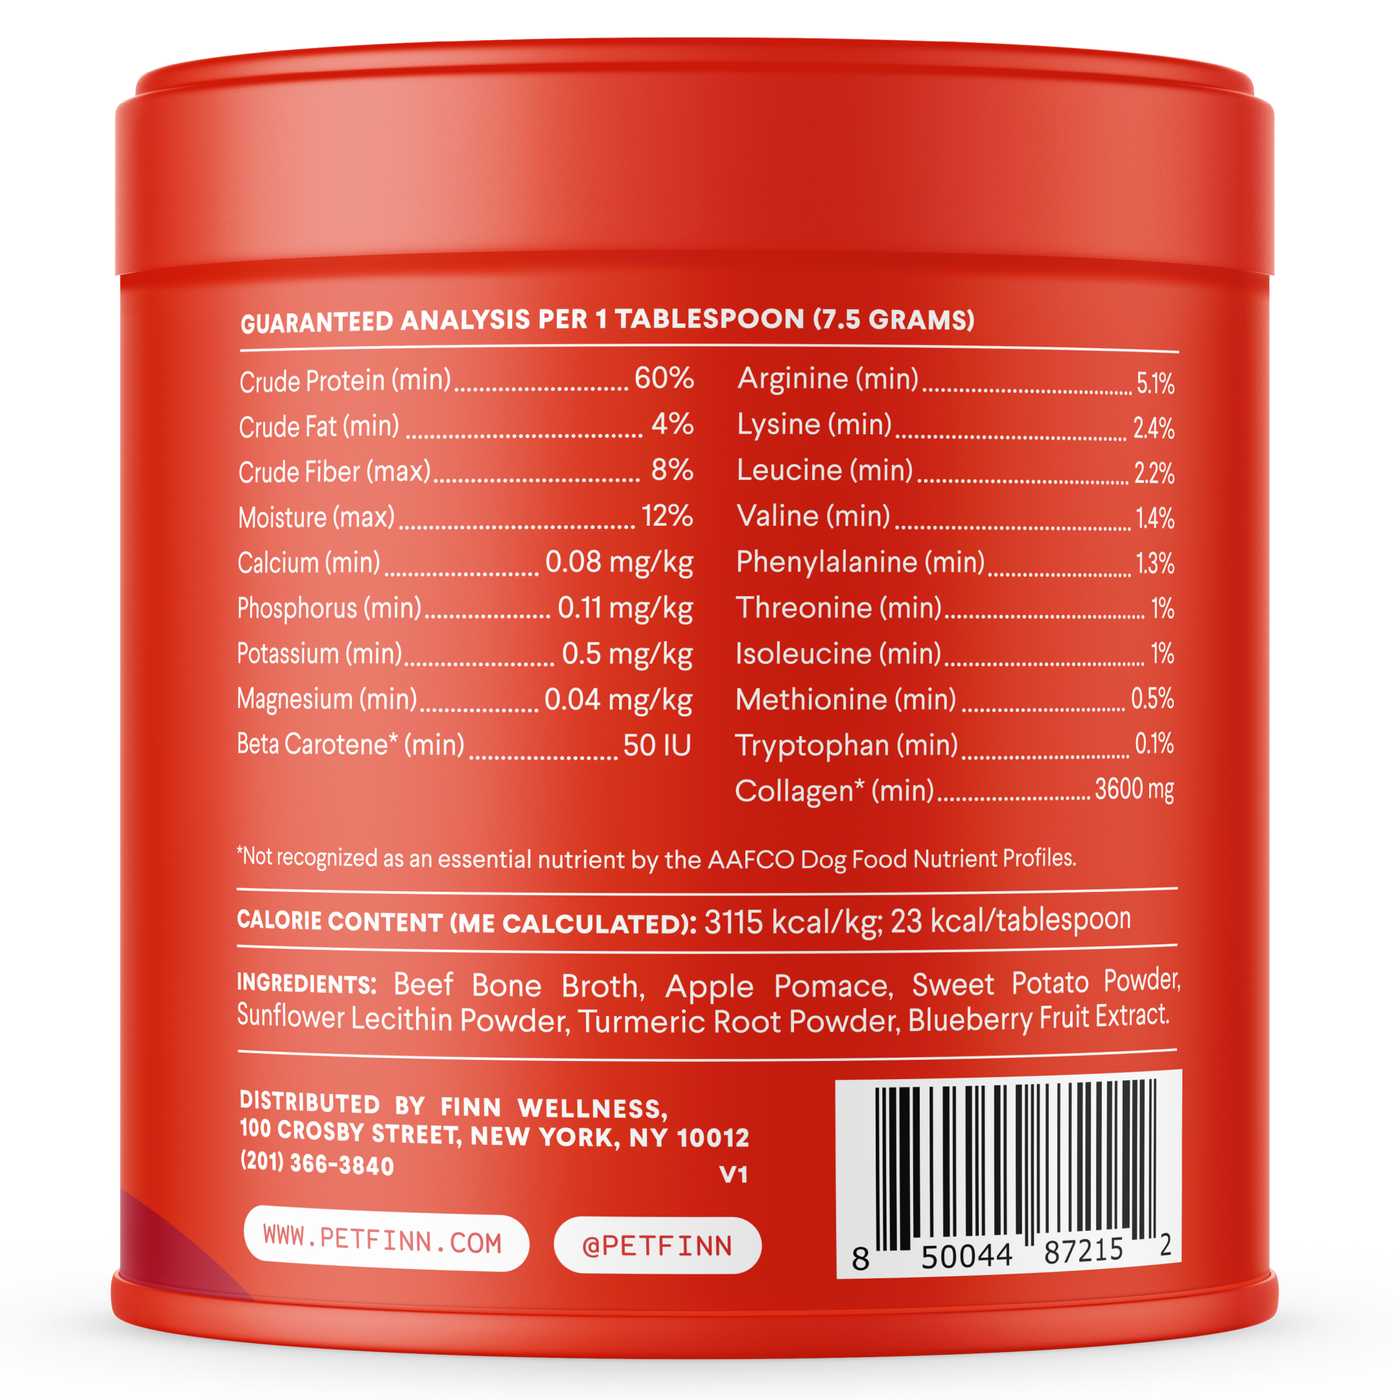 GUARANTEED ANALYSIS PER 1 TABLESPOON (7.5 GRAMS)
Crude Protein (min) 60%
Crude Fat (min) 4%
Crude Fiber (max) 8%
Moisture (max) 12%
Calcium (min) 0.08 mg/kg
Phosphorus (min) 0.11 mg/kg
Potassium (min) 0.5 mg/kg
Magnesium (min) 0.04 mg/kg
Beta Carotene* (min) 50 IU
Arginine (min) 5.1%
Lysine (min) 2.4%
Leucine (min) 2.2%
Valine (min) 1.4%
Phenylalanine (min) 1.3%
Threonine (min) 1%
Isoleucine (min) 1%
Methionine (min) 0.5%
Tryptophan (min) 0.1%
Collagen* (min) 3600 mg
*Not recognized as an essential nutrient by the AAFCO Dog Food Nutrient Profiles.
CALORIE CONTENT (ME CALCULATED): 3115 kcal/kg; 23 kcal/tablespoon
INGREDIENTS: Beef Bone Broth, Apple Pomace, Sweet Potato Powder,
Sunflower Lecithin Powder, Turmeric Root Powder, Blueberry Fruit Extract.
DISTRIBUTED BY FINN WELLNESS,
100 CROSBY STREET, NEW YORK, NY 10012
(201) 366-3840 V1
WWW.PETFINN.COM @PETFINN
8 50044 87215 2